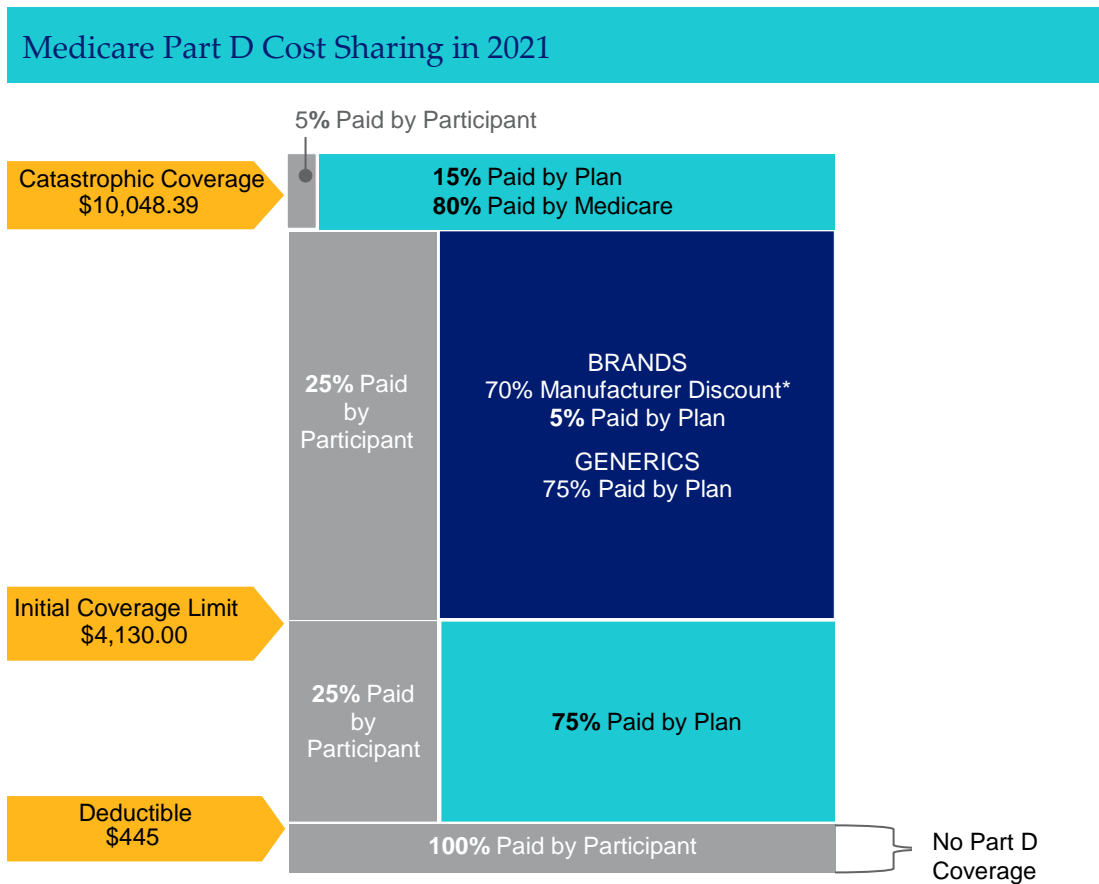 Medicare Part D Cost Sharing in 2021
5% Paid by Participant
Catastrophic Coverage
$10,048.39
15% Paid by Plan
80% Paid by Medicare
25% Paid
by
Participant
BRANDS
70% Manufacturer Discount*
5% Paid by Plan
GENERICS
75% Paid by Plan
Initial Coverage Limit
$4,130.00
25% Paid
by
Participant
75% Paid by Plan
Deductible
$445
100% Paid by Participant
No Part D
Coverage